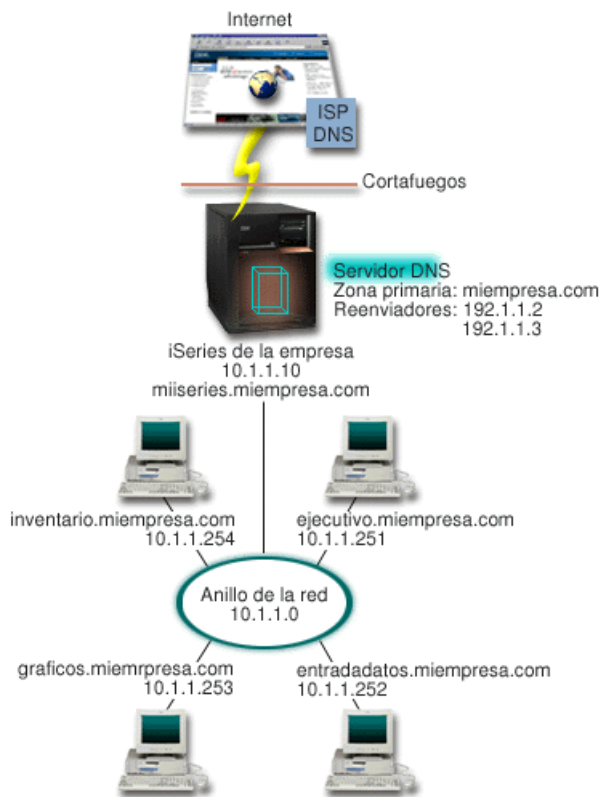 Internet
ISP
DNS
Cortafuegos
Servidor DNS
Zona primaria: miempresa.com
Reenviadores: 192.1.1.2
192.1.1.3
iSeries de la empresa
10.1.1.10
miiseries.miempresa.com
inventario.miempresa.com
10.1.1.254
ejecutivo.miempresa.com
10.1.1.251
Anillo de la red
10.1.1.0
graficos.miemrpresa.com
10.1.1.253
entradadatos.miempresa.com
10.1.1.252